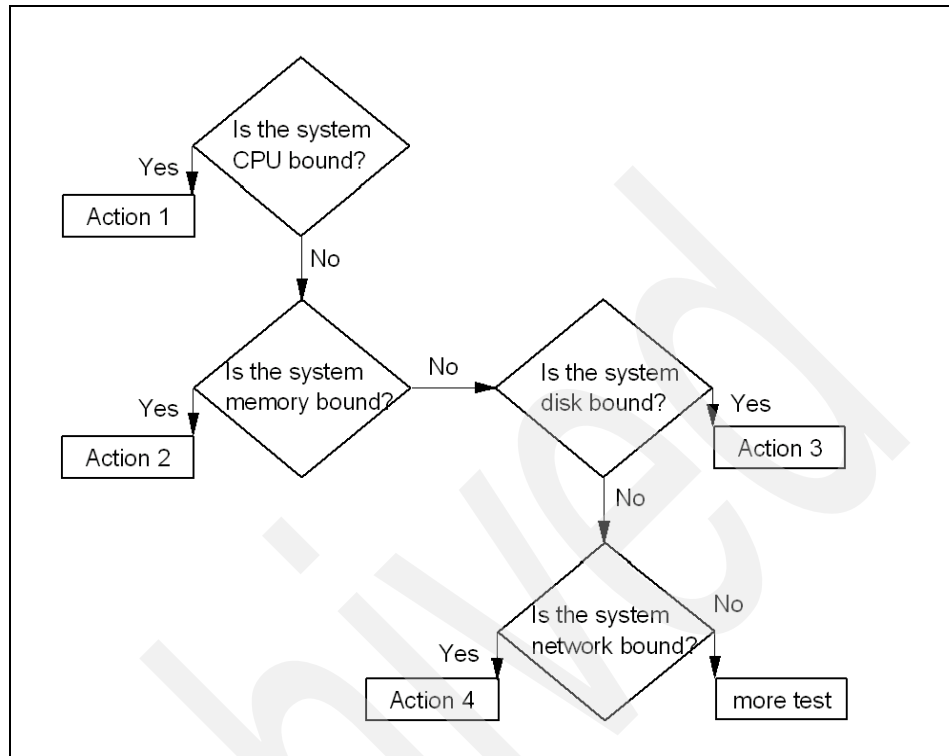 Is the system
CPU bound?
Yes
Action 1
No
Is the system
memory bound?
Yes
Action 2
No
Is the system
disk bound?
Yes
Action 3
No
Is the system
network bound?
Yes
Action 4
No
more test
hived